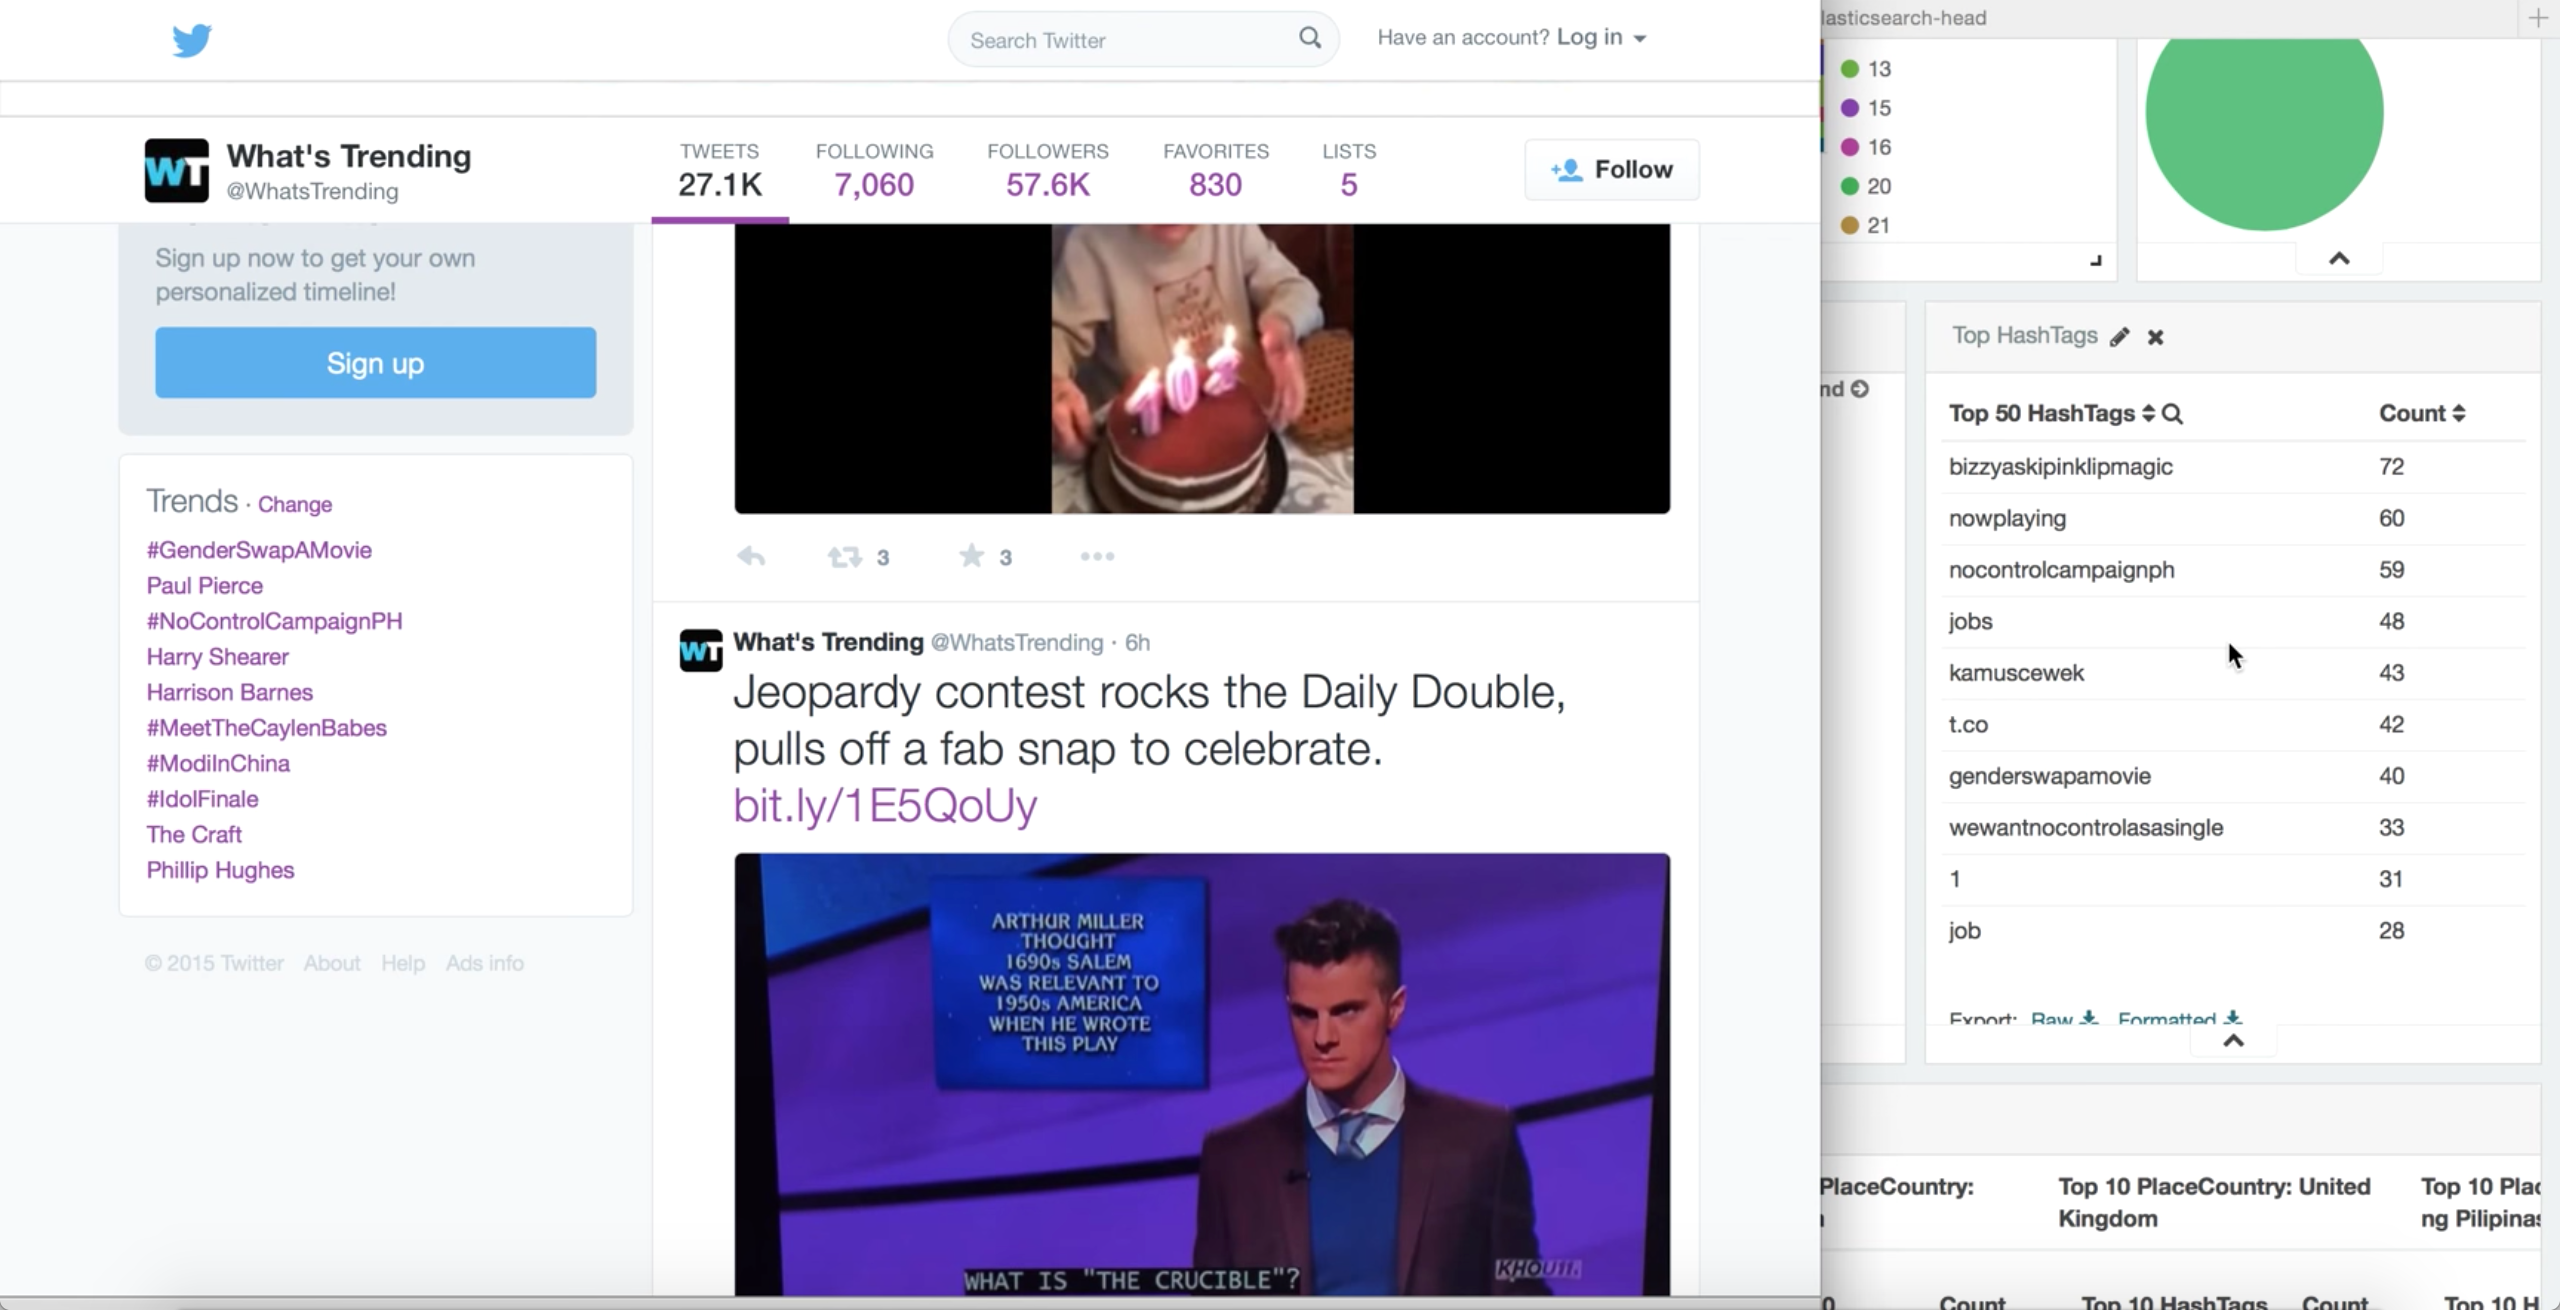 Search Twitter
Have an account? Log in
WT
What's Trending
@WhatsTrending
TWEETS
27.1K
FOLLOWING
7,060
FOLLOWERS
57.6K
FAVORITES
830
LISTS
5
Follow
Sign up now to get your own
personalized timeline!
Sign up
Trends · Change
#GenderSwapAMovie
Paul Pierce
#NoControlCampaignPH
Harry Shearer
Harrison Barnes
#MeetTheCaylenBabes
#ModiInChina
#IdolFinale
The Craft
Phillip Hughes
© 2015 Twitter About Help Ads info
102
3 3
WT
What's Trending @WhatsTrending · 6h
Jeopardy contest rocks the Daily Double,
pulls off a fab snap to celebrate.
bit.ly/1E5QoUy
ARTHUR MILLER
THOUGHT
1690s SALEM
WAS RELEVANT TO
1950s AMERICA
WHEN HE WROTE
THIS PLAY
WHAT IS "THE CRUCIBLE"?
KHOU11.
lasticsearch-head
13
15
16
20
21
nd
Top HashTags
Top 50 HashTags Count
bizzyaskipinklipmagic 72
nowplaying 60
nocontrolcampaignph 59
jobs 48
kamuscewek 43
t.co 42
genderswapamovie 40
wewantnocontrolasasingle 33
1 31
job 28
Export: Raw Formatted
PlaceCountry:
Top 10 PlaceCountry: United
Kingdom
Top 10 Plac
ng Pilipinas
0 Count Top 10 HashTags Count Top 10 H